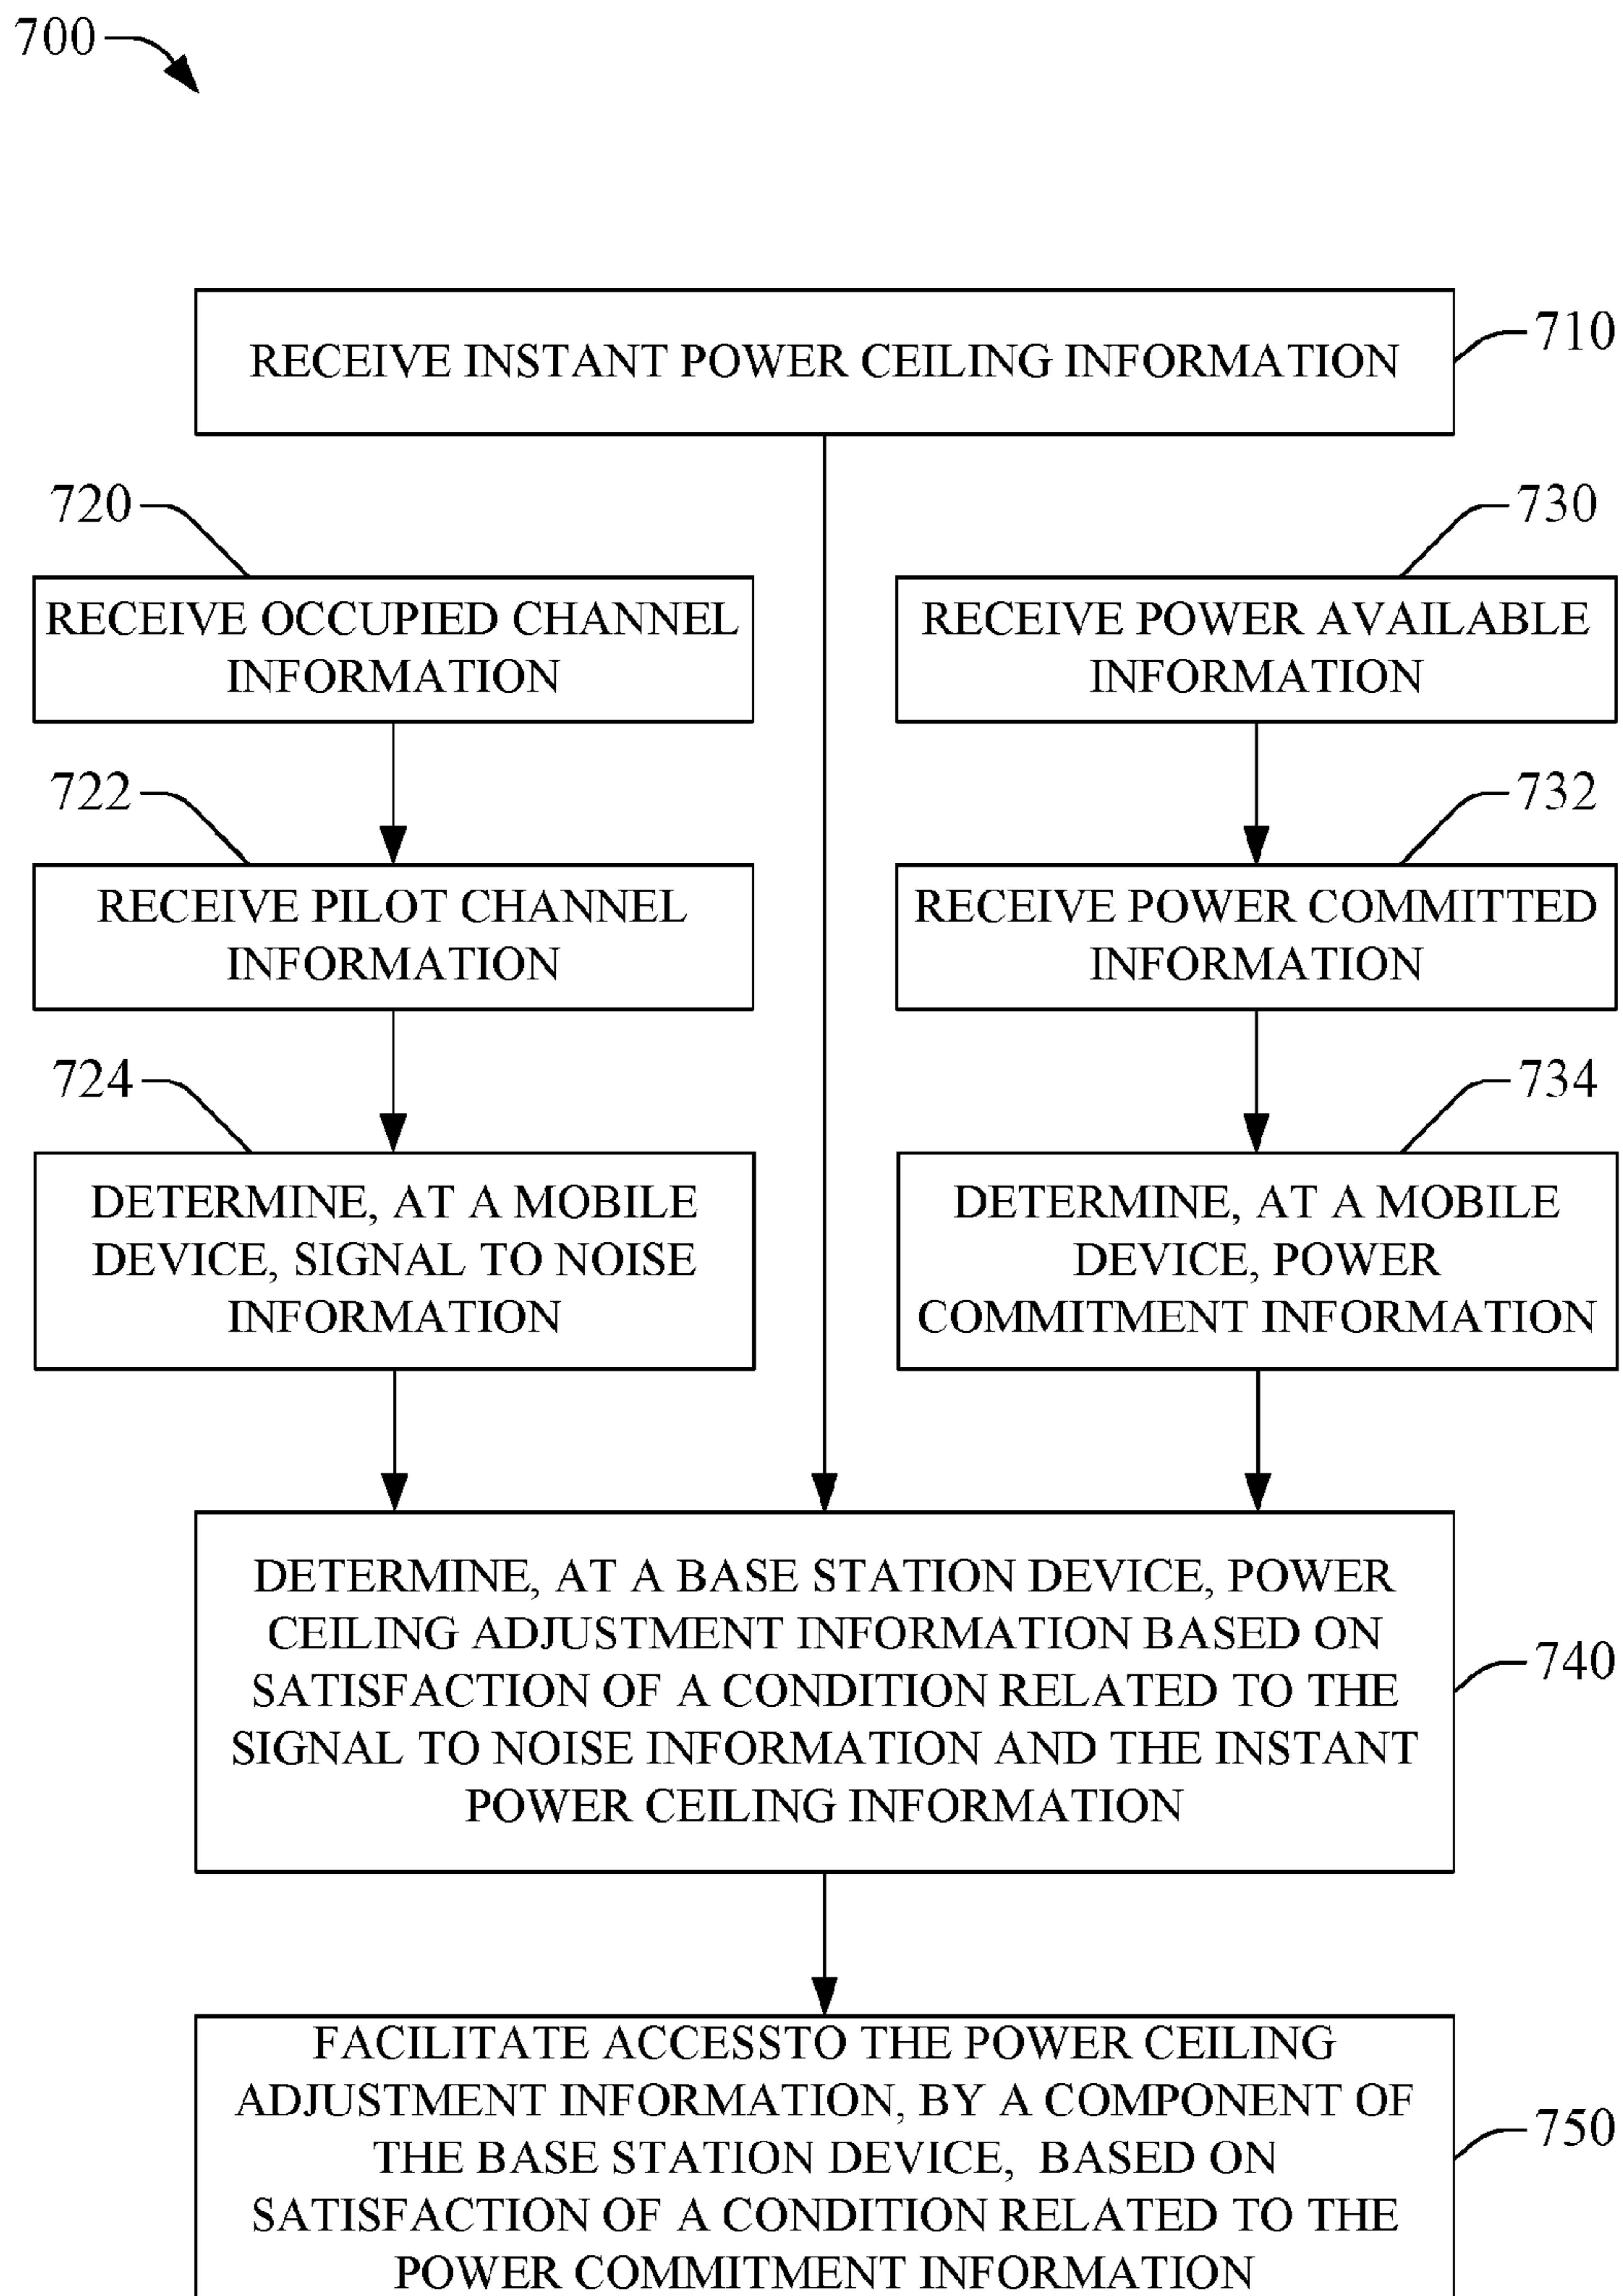 700
RECEIVE INSTANT POWER CEILING INFORMATION
710
720
730
RECEIVE OCCUPIED CHANNEL
INFORMATION
RECEIVE POWER AVAILABLE
INFORMATION
722
732
RECEIVE PILOT CHANNEL
INFORMATION
RECEIVE POWER COMMITTED
INFORMATION
724
734
DETERMINE, AT A MOBILE
DEVICE, SIGNAL TO NOISE
INFORMATION
DETERMINE, AT A MOBILE
DEVICE, POWER
COMMITMENT INFORMATION
DETERMINE, AT A BASE STATION DEVICE, POWER
CEILING ADJUSTMENT INFORMATION BASED ON
SATISFACTION OF A CONDITION RELATED TO THE
SIGNAL TO NOISE INFORMATION AND THE INSTANT
POWER CEILING INFORMATION
740
FACILITATE ACCESSTO THE POWER CEILING
ADJUSTMENT INFORMATION, BY A COMPONENT OF
THE BASE STATION DEVICE, BASED ON
SATISFACTION OF A CONDITION RELATED TO THE
POWER COMMITMENT INFORMATION
750